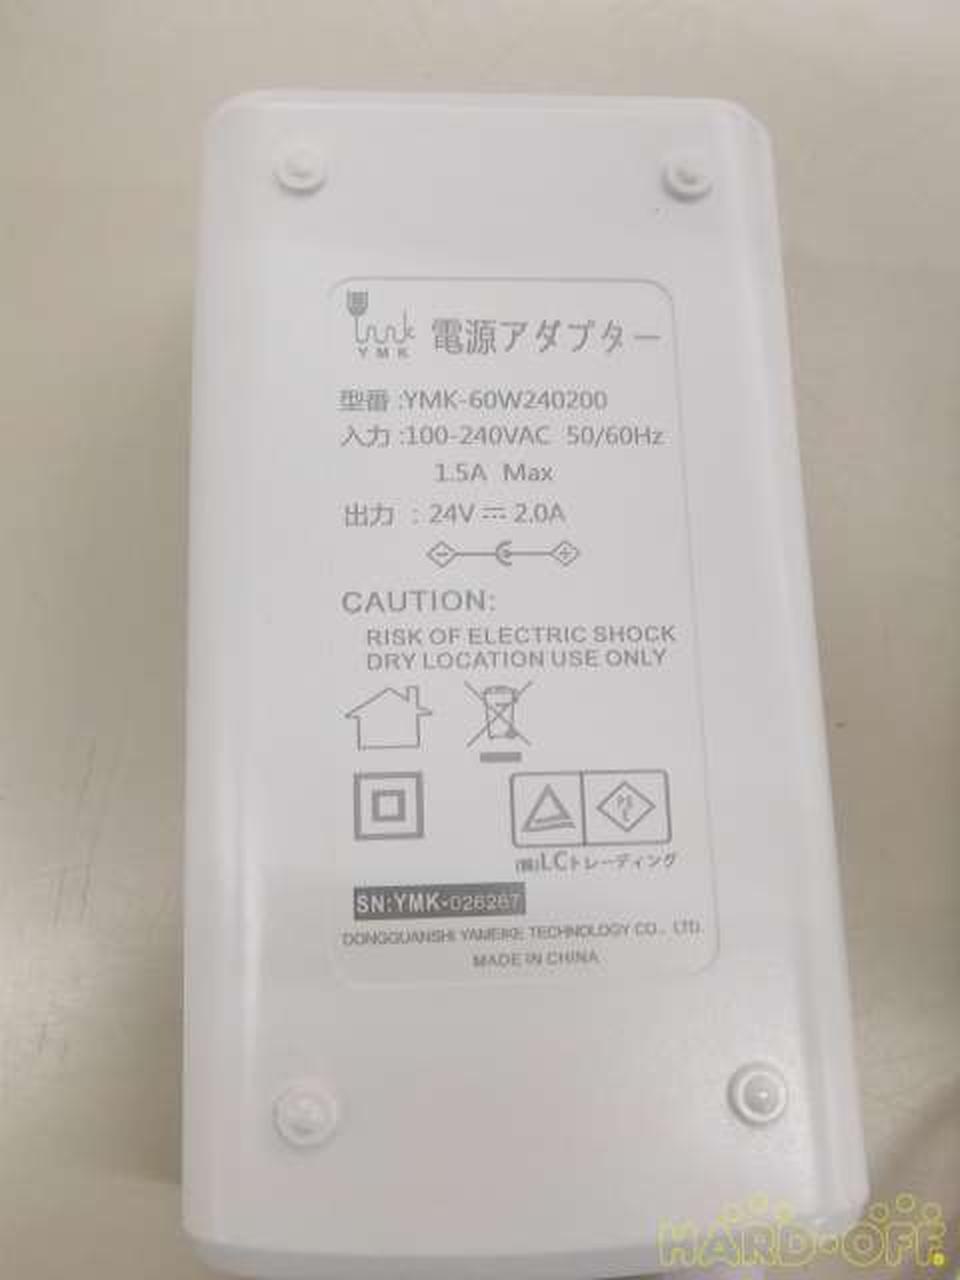 YMK 電源アダプター
型番 :YMK-60W240200
入力 :100-240VAC 50/60Hz
1.5A Max
出力 : 24V ⎓ 2.0A
CAUTION:
RISK OF ELECTRIC SHOCK
DRY LOCATION USE ONLY
PS
E
(株)LCトレーディング
SN:YMK-026267
DONGGUANSHI YAMEIKE TECHNOLOGY CO., LTD.
MADE IN CHINA
HARD-OFF